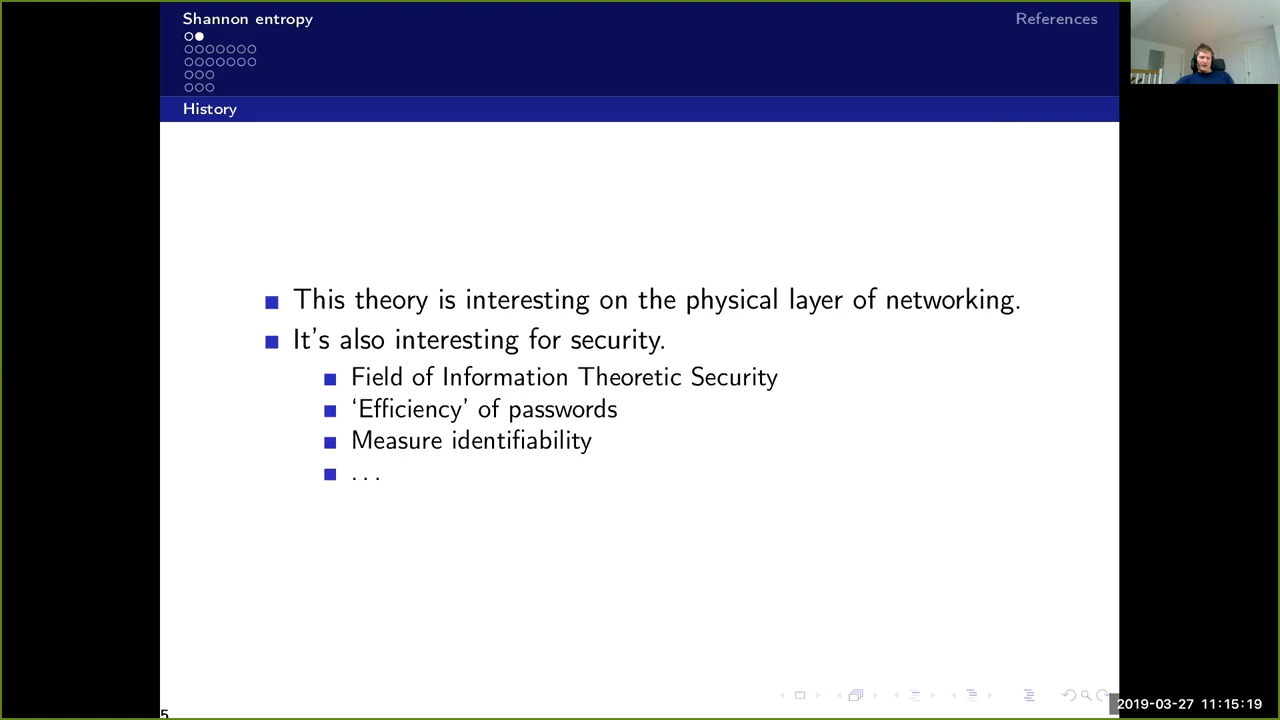 Shannon entropy
References
History
This theory is interesting on the physical layer of networking.
It's also interesting for security.
Field of Information Theoretic Security
‘Efficiency’ of passwords
Measure identifiability
. . .
5
2019-03-27 11:15:19